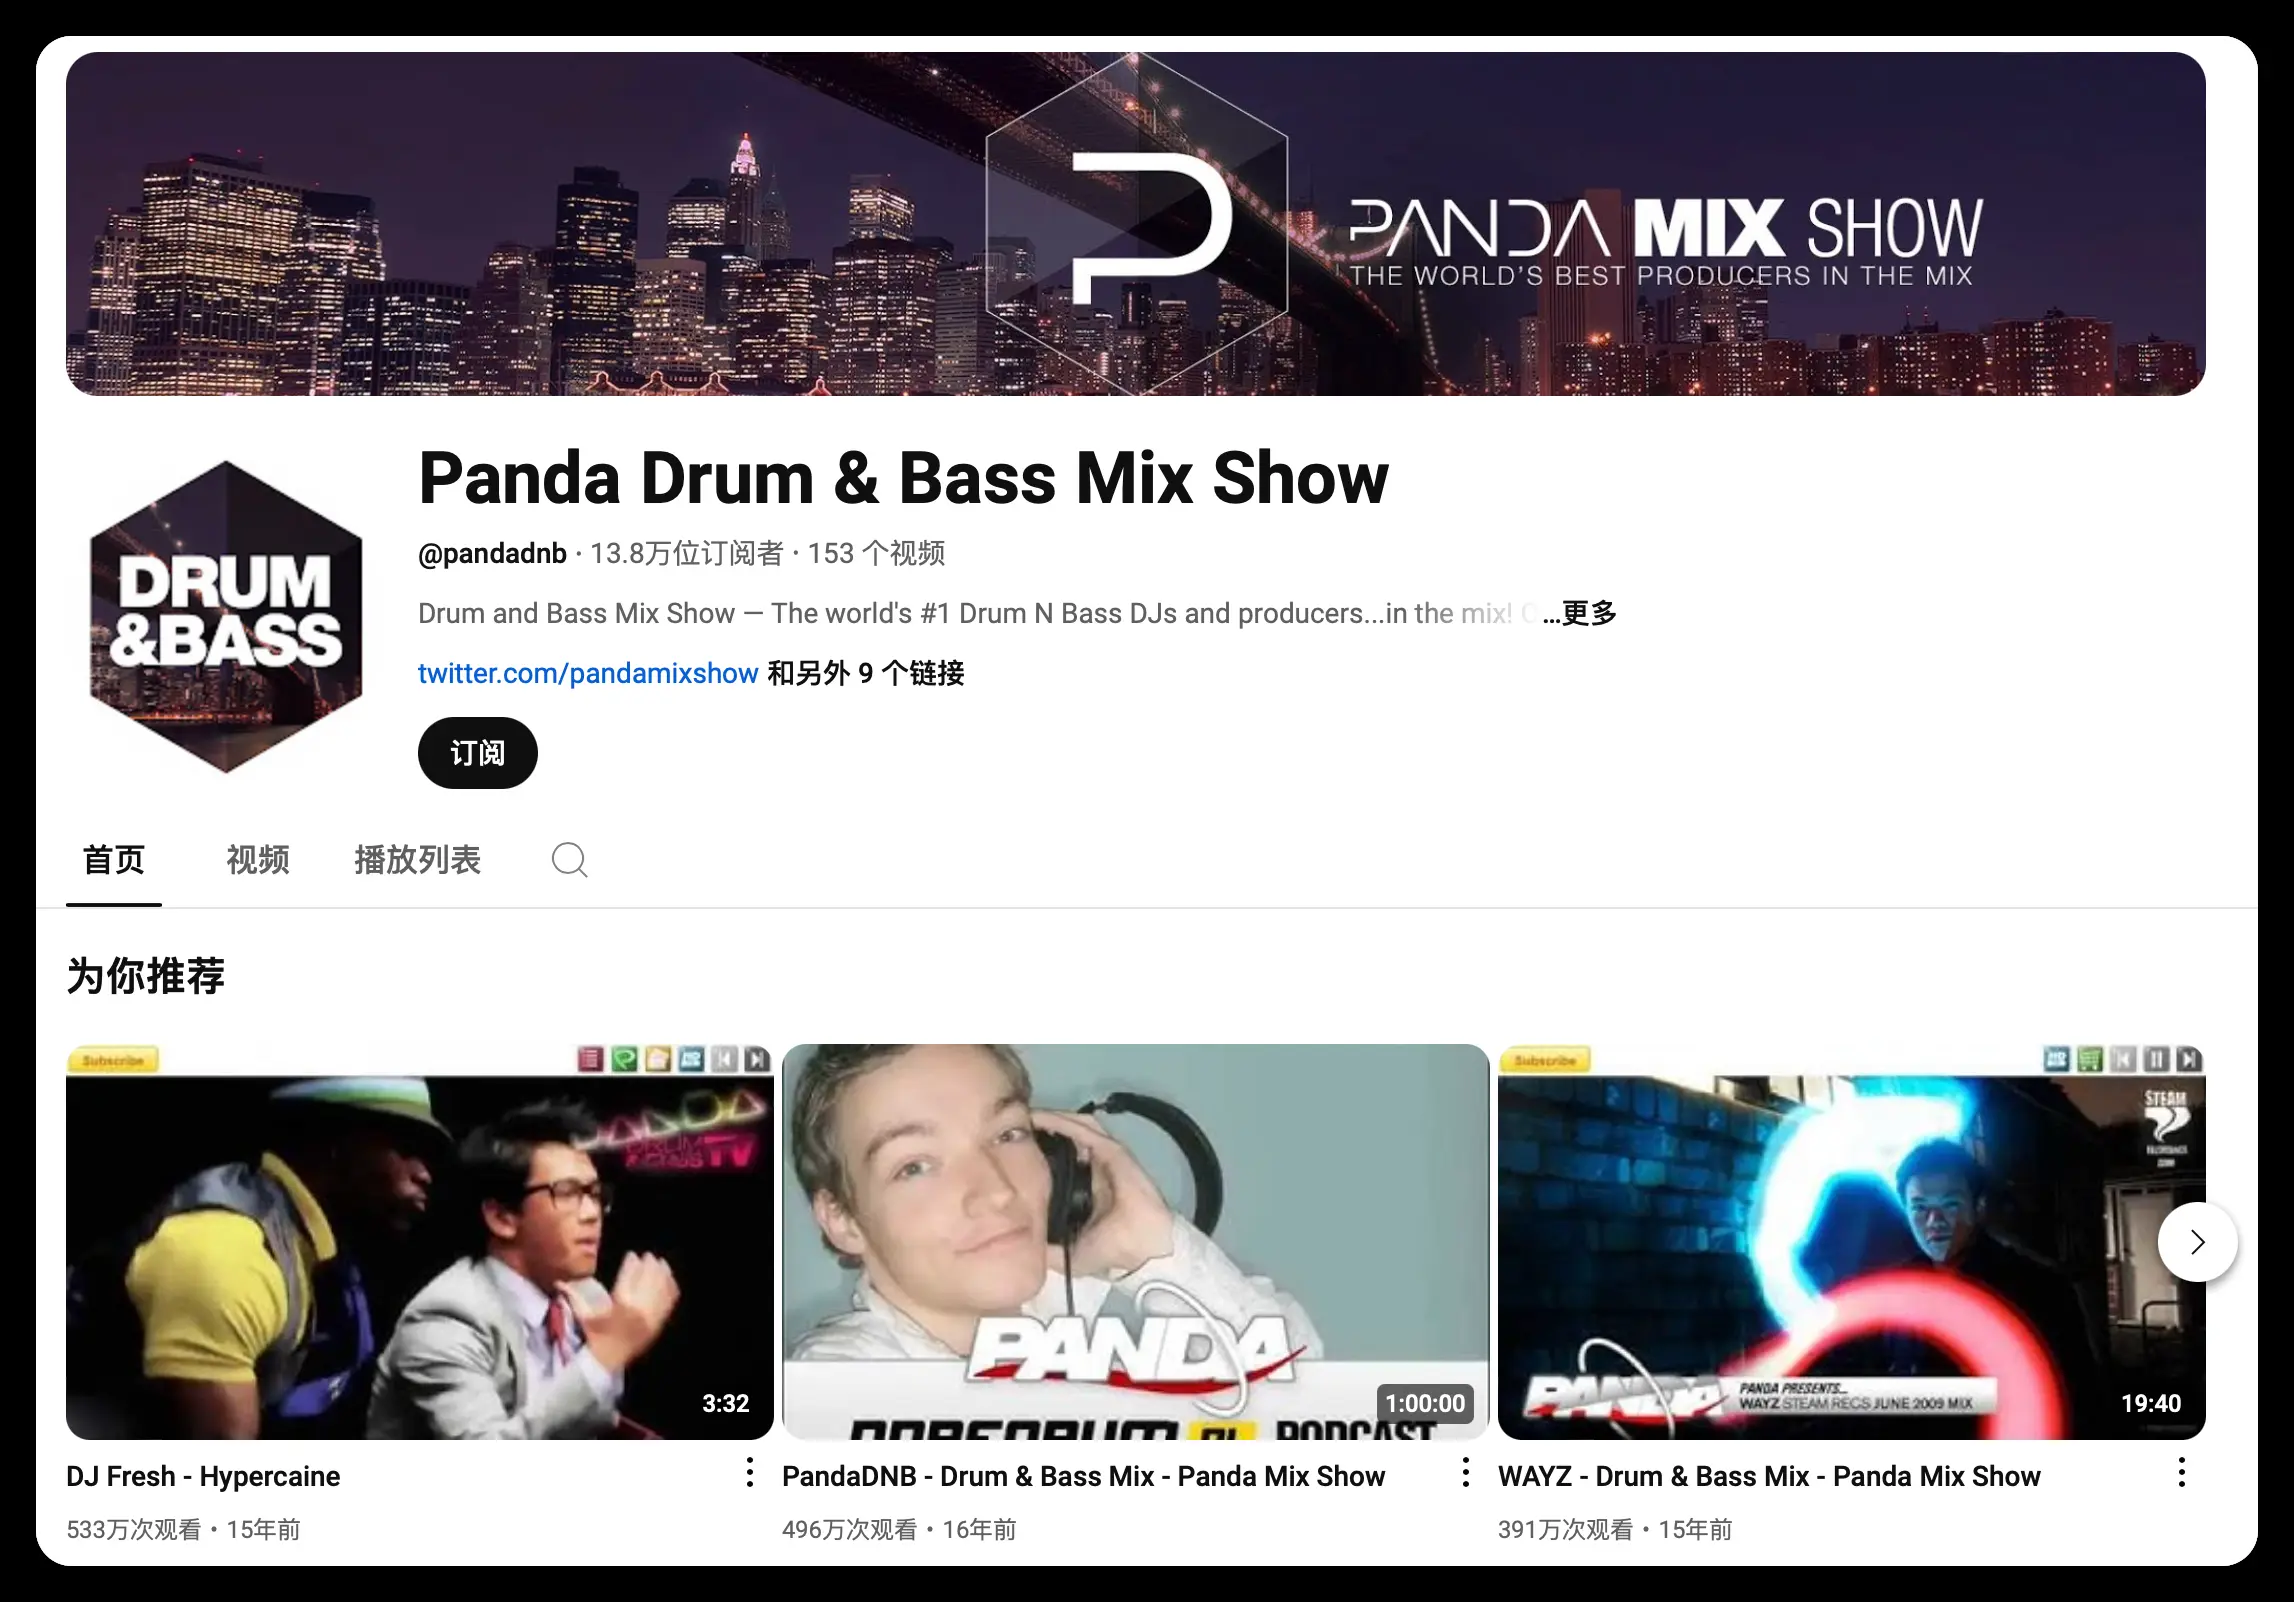 PANDA MIX SHOW
THE WORLD'S BEST PRODUCERS IN THE MIX
DRUM
&BASS
Panda Drum & Bass Mix Show
@pandadnb · 13.8万位订阅者 · 153 个视频
Drum and Bass Mix Show — The world's #1 Drum N Bass DJs and producers...in the mix! ...更多
twitter.com/pandamixshow 和另外 9 个链接
订阅
首页 视频 播放列表
为你推荐
Subscribe
PANDA
DRUM
&BASS TV
3:32
PANDA
PODCAST
1:00:00
Subscribe
STEAM
PANDA
PANDA PRESENTS...
WAYZ STEAM RECS JUNE 2009 MIX
19:40
DJ Fresh - Hypercaine
533万次观看 • 15年前
PandaDNB - Drum & Bass Mix - Panda Mix Show
496万次观看 • 16年前
WAYZ - Drum & Bass Mix - Panda Mix Show
391万次观看 • 15年前